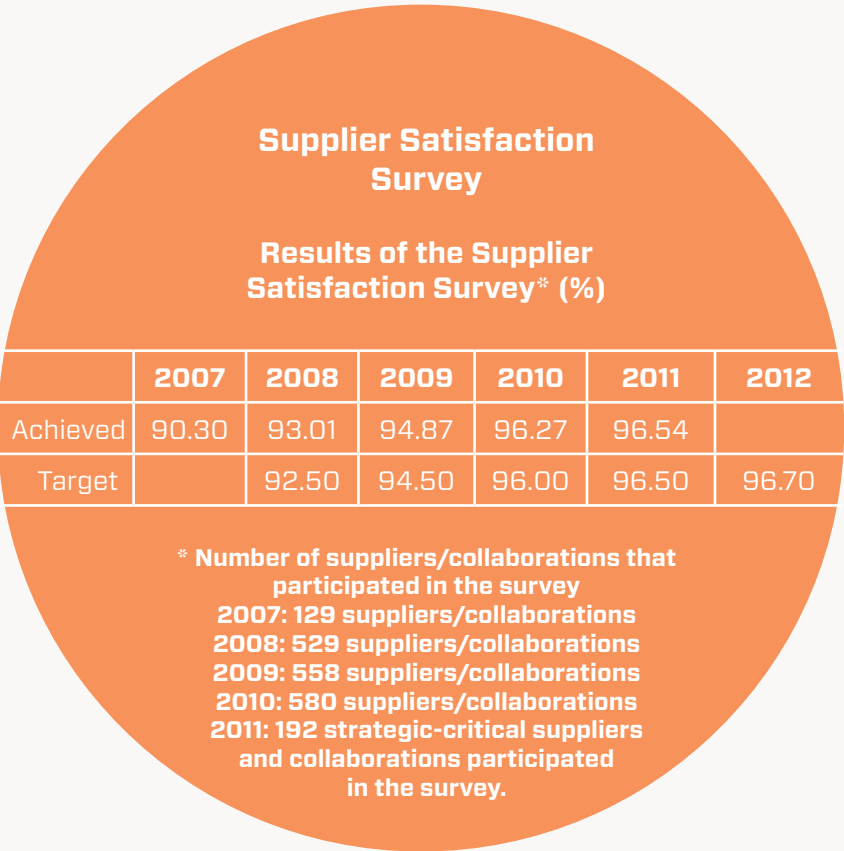 Supplier Satisfaction
Survey
Results of the Supplier
Satisfaction Survey* (%)
2007 2008 2009 2010 2011 2012
Achieved 90.30 93.01 94.87 96.27 96.54
Target 92.50 94.50 96.00 96.50 96.70
* Number of suppliers/collaborations that
participated in the survey
2007: 129 suppliers/collaborations
2008: 529 suppliers/collaborations
2009: 558 suppliers/collaborations
2010: 580 suppliers/collaborations
2011: 192 strategic-critical suppliers
and collaborations participated
in the survey.